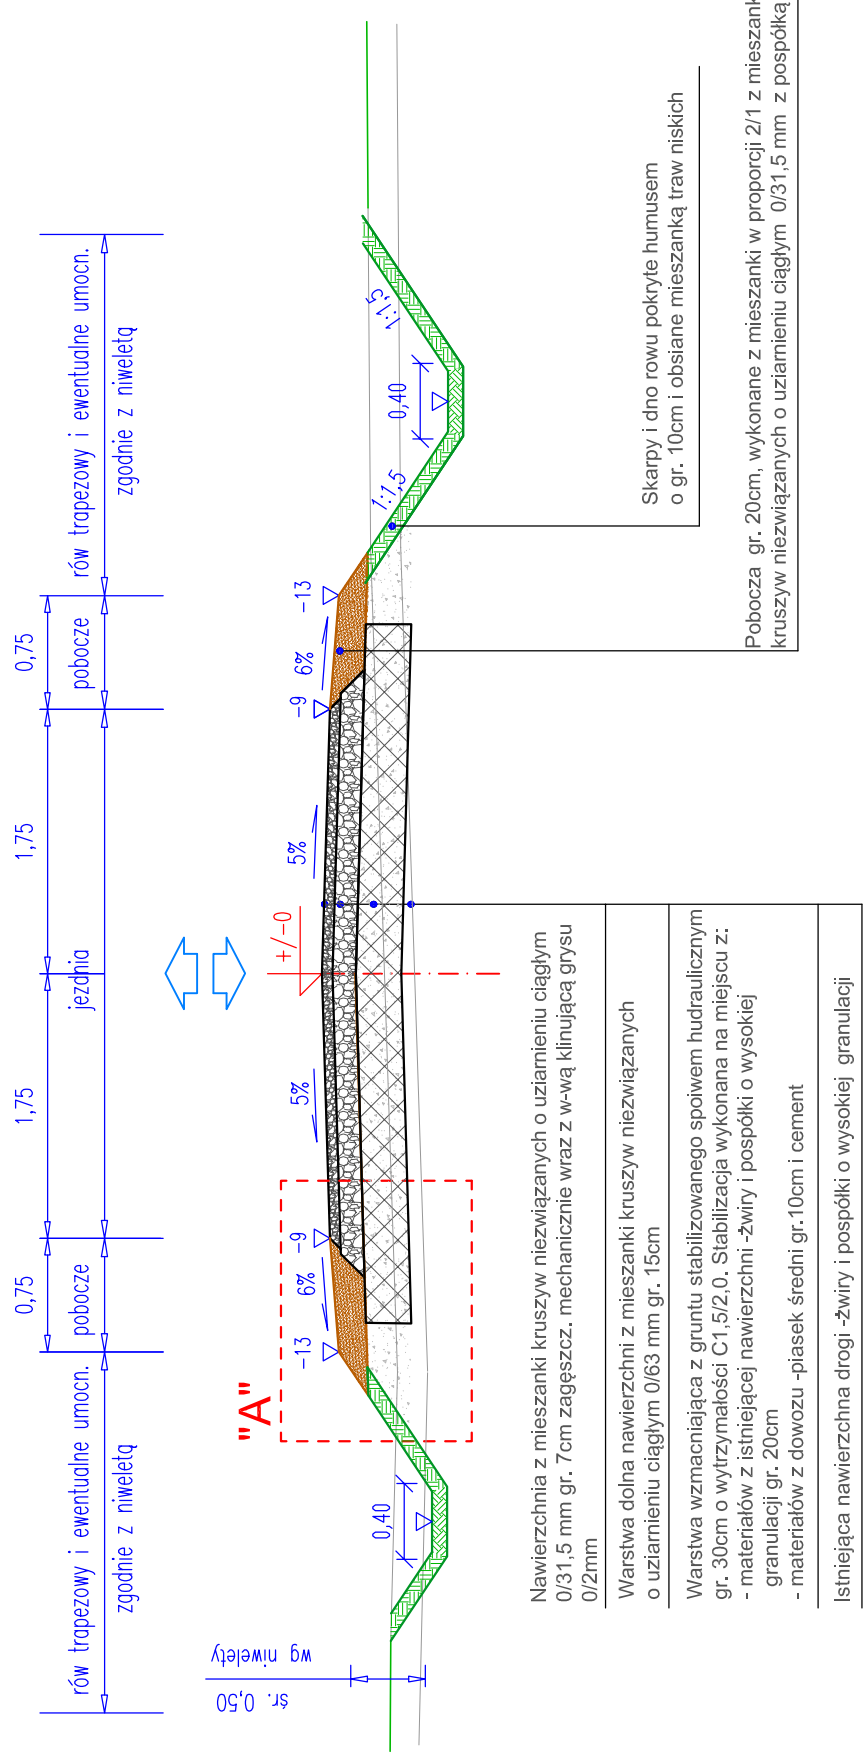 rów trapezowy i ewentualne umocn.
zgodnie z niweletą
0,75
pobocze
1,75
jezdnia
1,75
0,75
pobocze
rów trapezowy i ewentualne umocn.
zgodnie z niweletą
śr. 0,50
wg niwelety
0,40
"A"
-13
6%
-9
5%
+/-0
5%
-9
6%
-13
1:1,5
0,40
1:1,5
Nawierzchnia z mieszanki kruszyw niezwiązanych o uziarnieniu ciągłym
0/31,5 mm gr. 7cm zagęszcz. mechanicznie wraz z w-wą klinującą grysu
0/2mm
Warstwa dolna nawierzchni z mieszanki kruszyw niezwiązanych
o uziarnieniu ciągłym 0/63 mm gr. 15cm
Warstwa wzmacniająca z gruntu stabilizowanego spoiwem hudraulicznym
gr. 30cm o wytrzymałości C1,5/2,0. Stabilizacja wykonana na miejscu z:
- materiałów z istniejącej nawierzchni -żwiry i pospółki o wysokiej
granulacji gr. 20cm
- materiałów z dowozu -piasek średni gr.10cm i cement
Istniejąca nawierzchna drogi -żwiry i pospółki o wysokiej granulacji
Skarpy i dno rowu pokryte humusem
o gr. 10cm i obsiane mieszanką traw niskich
Pobocza gr. 20cm, wykonane z mieszanki w proporcji 2/1 z mieszank
kruszyw niezwiązanych o uziarnieniu ciągłym 0/31,5 mm z pospółką